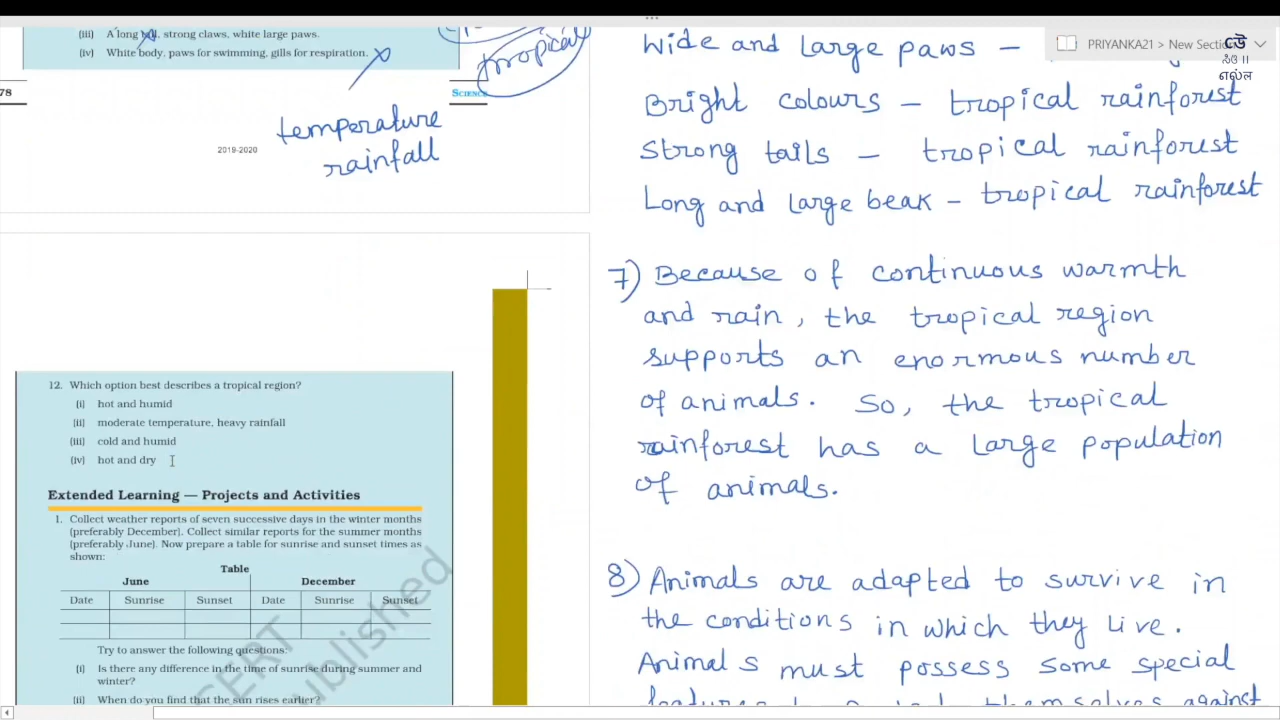 (iii) A long tail, strong claws, white large paws.
(iv) White body, paws for swimming, gills for respiration.
tropical
78
SCIENCE
temperature
rainfall
2019-2020
12. Which option best describes a tropical region?
(i) hot and humid
(ii) moderate temperature, heavy rainfall
(iii) cold and humid
(iv) hot and dry
Extended Learning — Projects and Activities
1. Collect weather reports of seven successive days in the winter months
(preferably December). Collect similar reports for the summer months
(preferably June). Now prepare a table for sunrise and sunset times as
shown:
Table
June December
Date Sunrise Sunset Date Sunrise Sunset
Try to answer the following questions:
(i) Is there any difference in the time of sunrise during summer and
winter?
(ii) When do you find that the sun rises earlier?
CERT
published
PRIYANKA21 > New Section
Wide and Large paws –
Bright colours – tropical rainforest
Strong tails – tropical rainforest
Long and large beak – tropical rainforest
7) Because of continuous warmth
and rain, the tropical region
supports an enormous number
of animals. So, the tropical
rainforest has a large population
of animals.
8) Animals are adapted to survive in
the conditions in which they live.
Animals must possess some special
themselves against